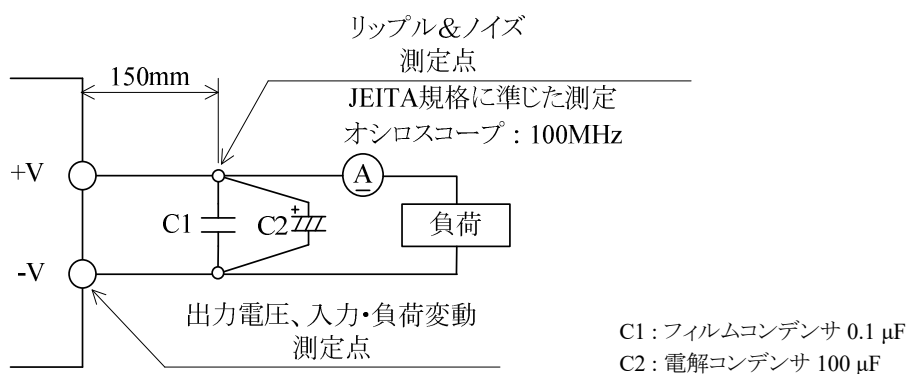 リップル&ノイズ
測定点
150mm
JEITA規格に準じた測定
オシロスコープ : 100MHz
+V
A
C1
+
C2
負荷
-V
出力電圧、入力・負荷変動
測定点
C1 : フィルムコンデンサ 0.1 µF
C2 : 電解コンデンサ 100 µF